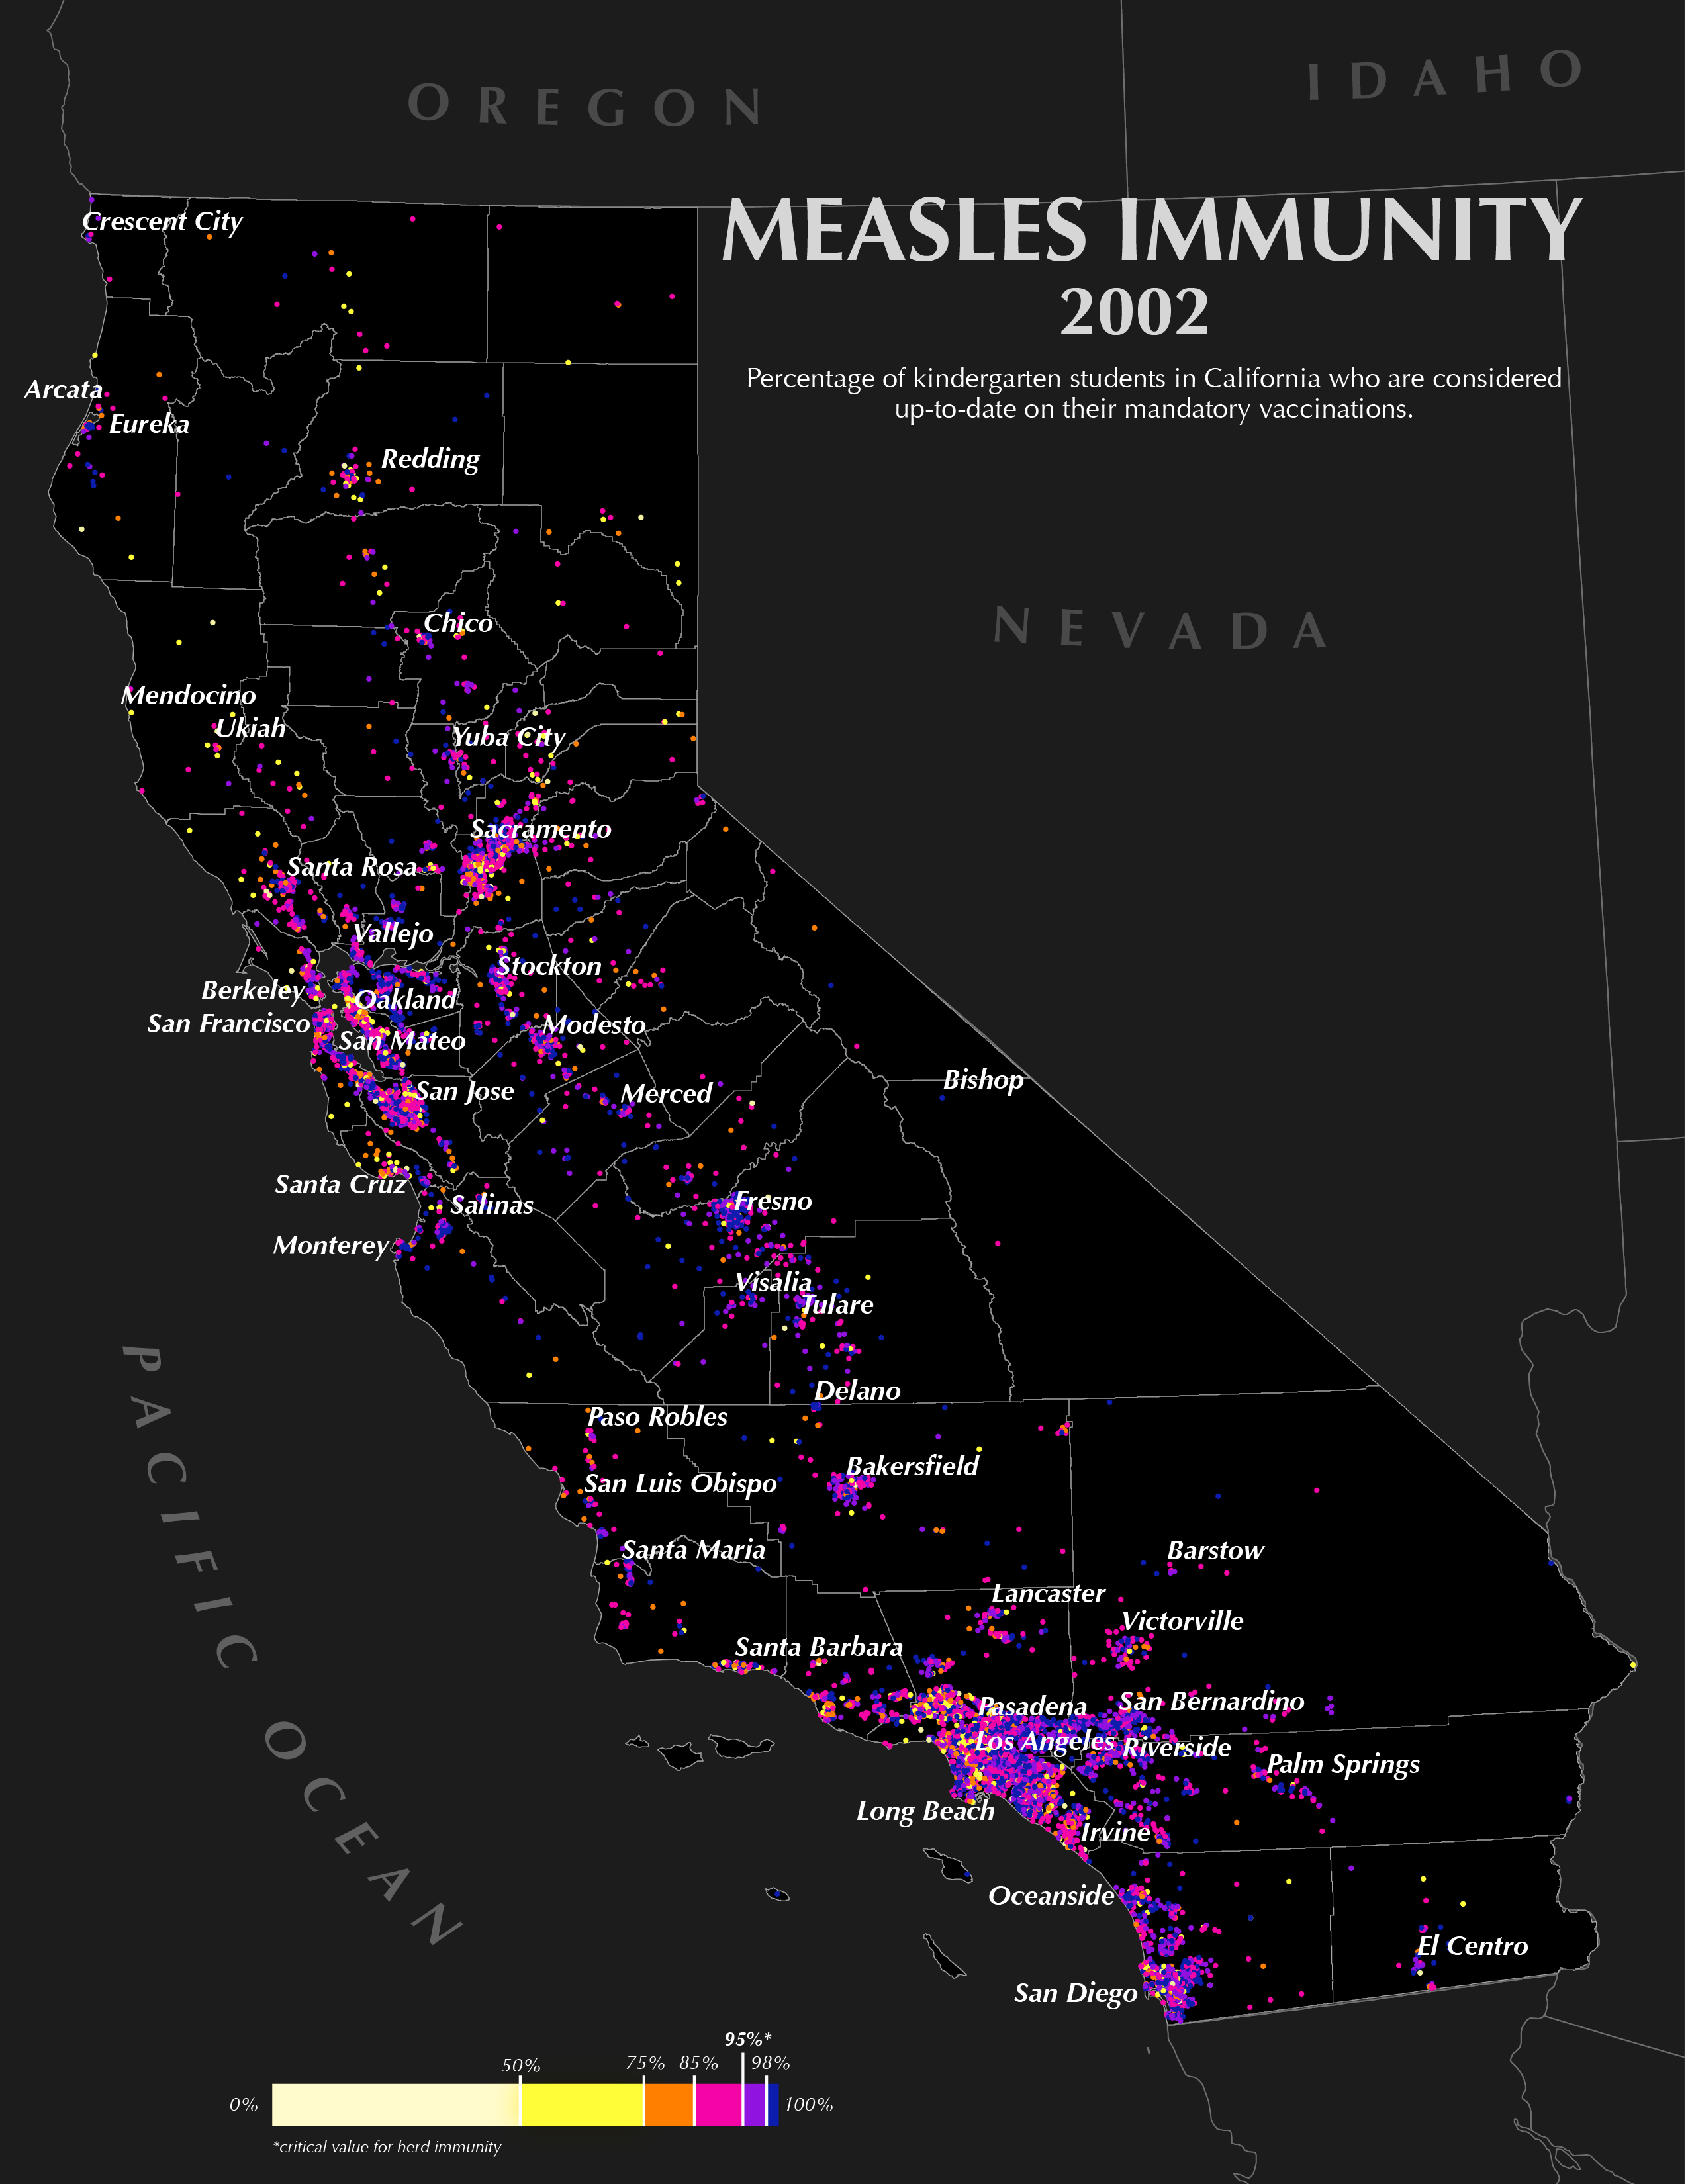 OREGON
IDAHO
MEASLES IMMUNITY
2002
Percentage of kindergarten students in California who are considered
up-to-date on their mandatory vaccinations.
Crescent City
Arcata
Eureka
Redding
NEVADA
Chico
Mendocino
Ukiah
Yuba City
Sacramento
Santa Rosa
Vallejo
Stockton
Berkeley
Oakland
San Francisco
Modesto
San Mateo
Bishop
San Jose
Merced
Santa Cruz
Salinas
Fresno
Monterey
Visalia
Tulare
Delano
PACIFIC OCEAN
Paso Robles
Bakersfield
San Luis Obispo
Santa Maria
Barstow
Lancaster
Victorville
Santa Barbara
Pasadena
San Bernardino
Los Angeles
Riverside
Palm Springs
Long Beach
Irvine
Oceanside
El Centro
San Diego
95%*
50%
75%
85%
98%
0%
100%
*critical value for herd immunity